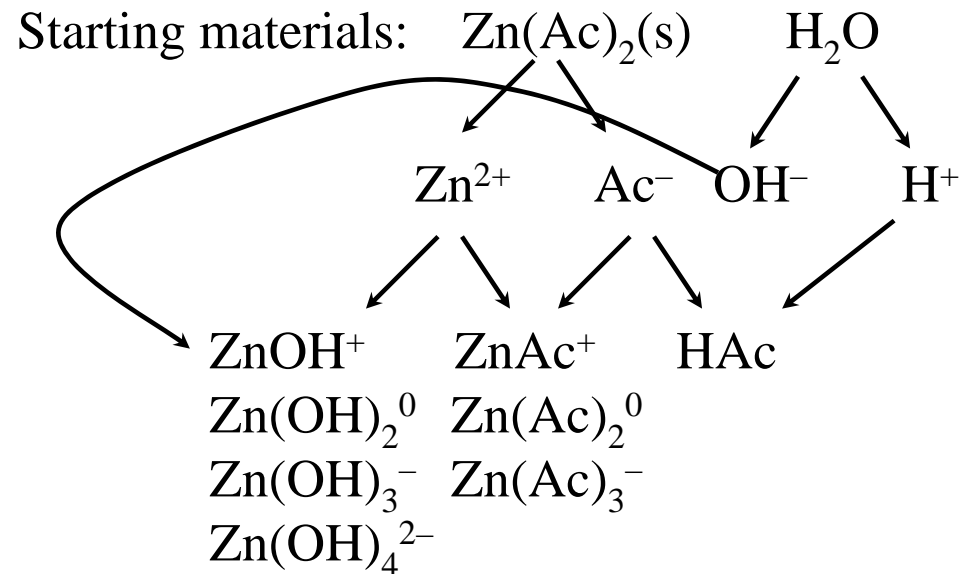 Starting materials: Zn(Ac)₂(s) H₂O
Zn²⁺ Ac⁻ OH⁻ H⁺
ZnOH⁺ ZnAc⁺ HAc
Zn(OH)₂⁰ Zn(Ac)₂⁰
Zn(OH)₃⁻ Zn(Ac)₃⁻
Zn(OH)₄²⁻